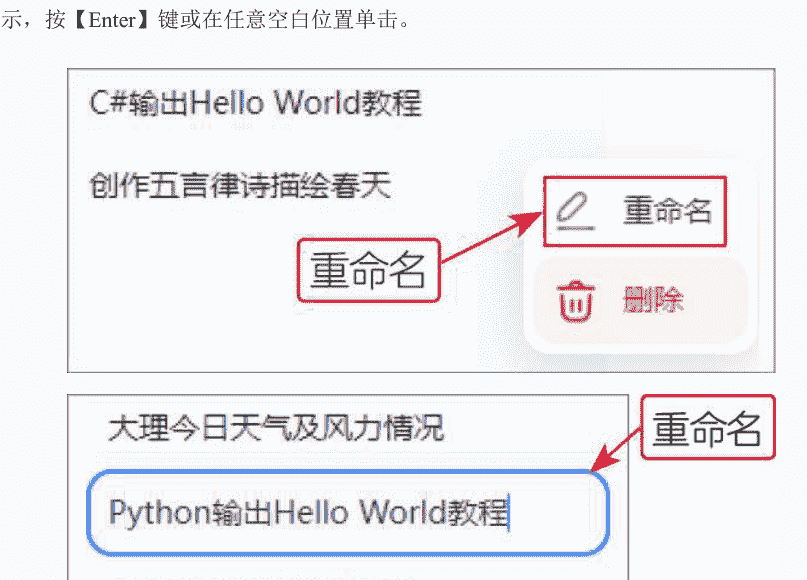 示，按【Enter】键或在任意空白位置单击。
C#输出Hello World教程
创作五言律诗描绘春天
重命名
重命名
删除
大理今日天气及风力情况
重命名
Python输出Hello World教程